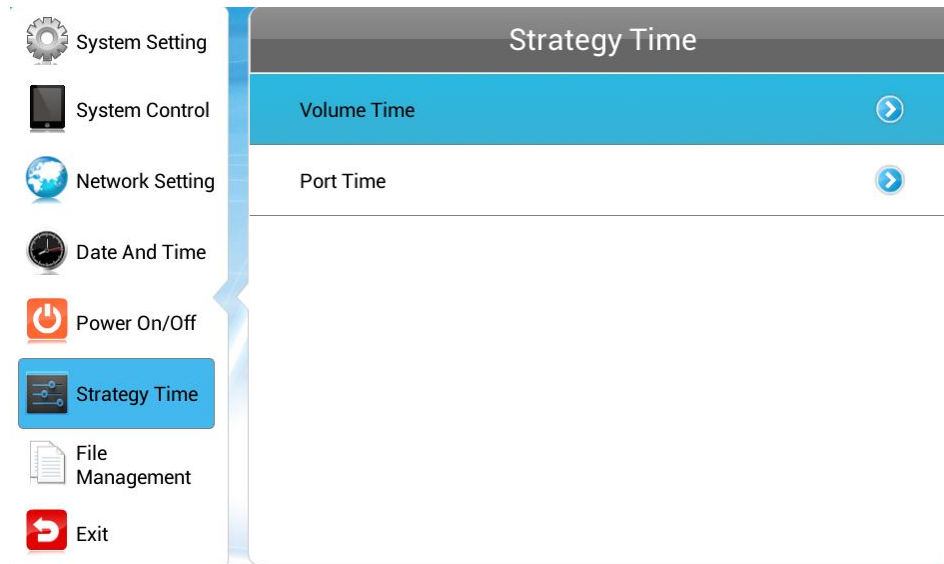 System Setting
System Control
Network Setting
Date And Time
Power On/Off
Strategy Time
File
Management
Exit
Strategy Time
Volume Time
Port Time